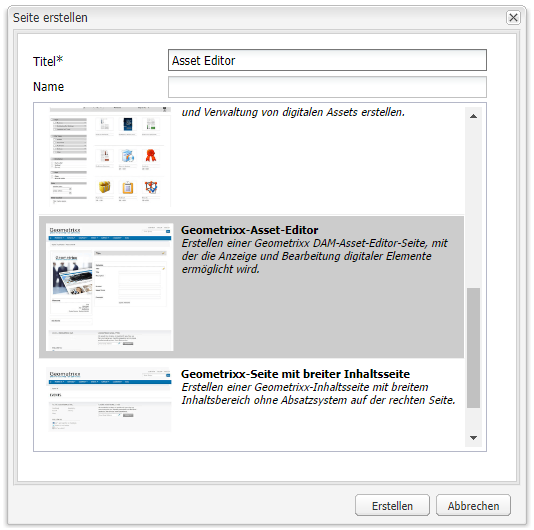 Seite erstellen
Titel*
Asset Editor
Name
und Verwaltung von digitalen Assets erstellen.
Geometrixx-Asset-Editor
Erstellen einer Geometrixx DAM-Asset-Editor-Seite, mit
der die Anzeige und Bearbeitung digitaler Elemente
ermöglicht wird.
Geometrixx
Geometrixx-Seite mit breiter Inhaltsseite
Erstellen einer Geometrixx-Inhaltsseite mit breitem
Inhaltsbereich ohne Absatzsystem auf der rechten Seite.
Geometrixx
Erstellen
Abbrechen